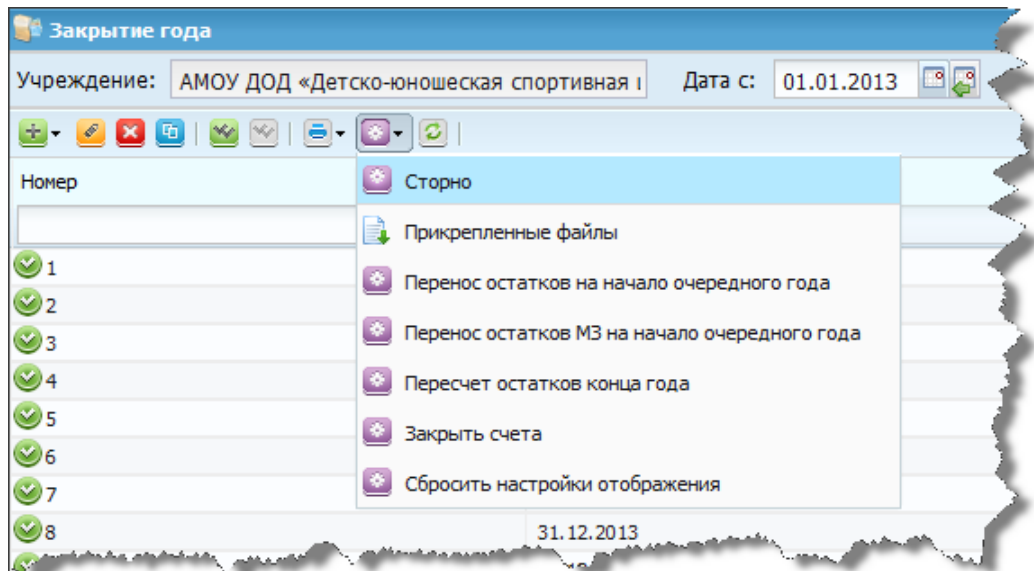 Закрытие года
Учреждение: АМОУ ДОД «Детско-юношеская спортивная Дата с: 01.01.2013
Номер
Сторно
Прикрепленные файлы
1
Перенос остатков на начало очередного года
2
3
Перенос остатков МЗ на начало очередного года
4
Пересчет остатков конца года
5
Закрыть счета
6
7
Сбросить настройки отображения
8 31.12.2013